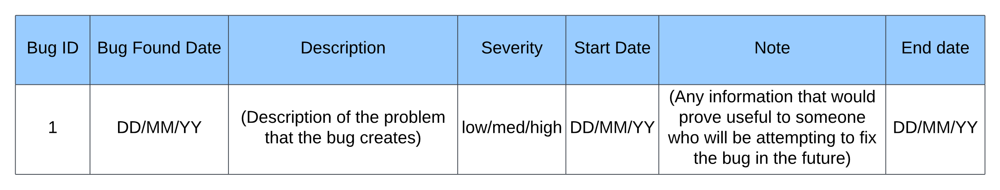 Bug ID
Bug Found Date
Description
Severity
Start Date
Note
End date
1
DD/MM/YY
(Description of the problem
that the bug creates)
low/med/high
DD/MM/YY
(Any information that would
prove useful to someone
who will be attempting to fix
the bug in the future)
DD/MM/YY